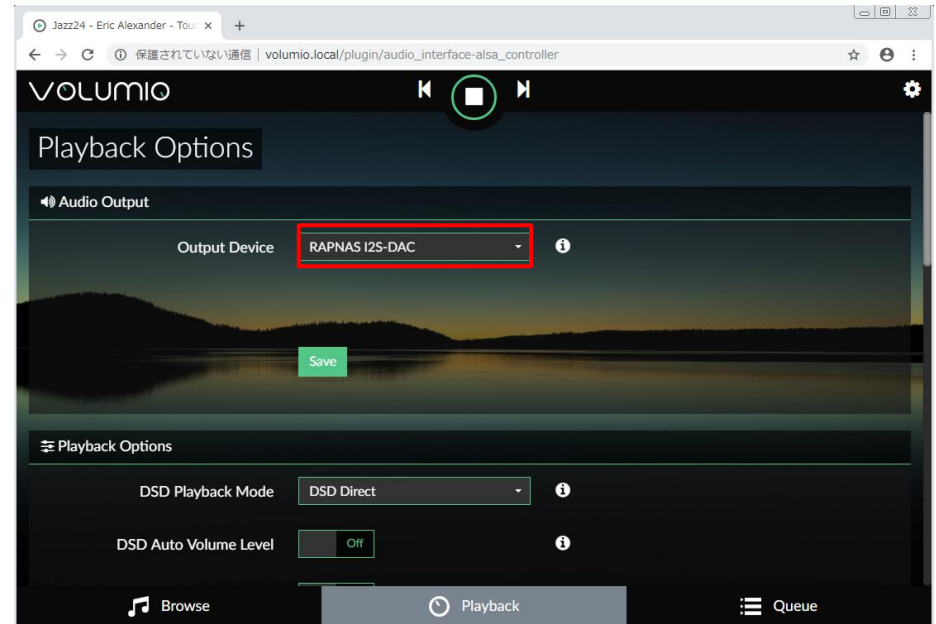 Jazz24 - Eric Alexander - Tou
保護されていない通信 | volumio.local/plugin/audio_interface-alsa_controller
VOLUMIO
Playback Options
Audio Output
Output Device RAPNAS I2S-DAC
Save
Playback Options
DSD Playback Mode DSD Direct
DSD Auto Volume Level Off
Browse Playback Queue